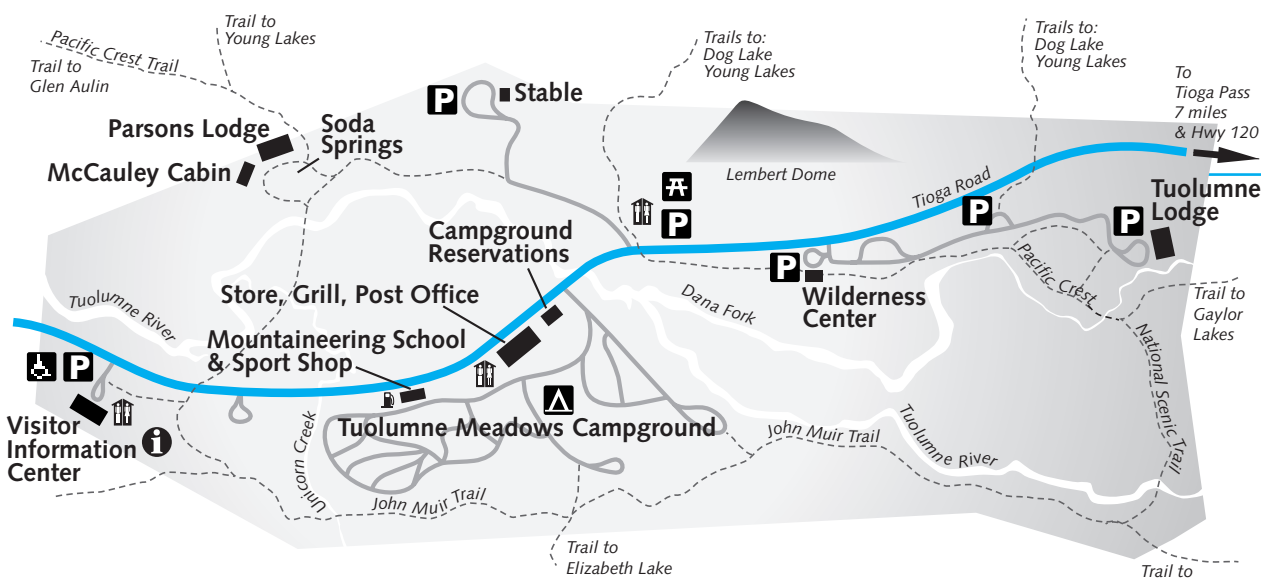 Trail to
Young Lakes
Pacific Crest Trail
Trail to
Glen Aulin
Trails to:
Dog Lake
Young Lakes
Trails to:
Dog Lake
Young Lakes
To
Tioga Pass
7 miles
& Hwy 120
P
Stable
Parsons Lodge
Soda
Springs
McCauley Cabin
Lembert Dome
Tioga Road
P
P
P
Tuolumne
Lodge
Campground
Reservations
P
Wilderness
Center
Pacific Crest
National Scenic Trail
Trail to
Gaylor
Lakes
Store, Grill, Post Office
Dana Fork
Tuolumne
River
Mountaineering School
& Sport Shop
P
Visitor
Information
Center
i
Unicorn Creek
Tuolumne Meadows Campground
John Muir Trail
Tuolumne River
John Muir Trail
Trail to
Elizabeth Lake
Trail to